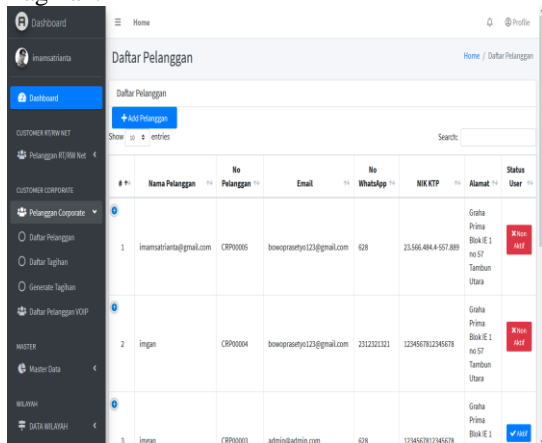 Dashboard
Home
Profile
imamsatrianta
Daftar Pelanggan
Home / Daftar Pelanggan
Dashboard
Daftar Pelanggan
Add Pelanggan
CUSTOMER RT/RW NET
Show 10 entries
Search:
Pelanggan RT/RW Net
CUSTOMER CORPORATE
# Nama Pelanggan No Pelanggan Email No WhatsApp NIK KTP Alamat Status User
Pelanggan Corporate
Daftar Pelanggan
Daftar Tagihan
Generate Tagihan
Daftar Pelanggan VOIP
MASTER
Master Data
WILAYAH
DATA WILAYAH
1 imamsatrianta@gmail.com CRP00005 bowoprasetyo123@gmail.com 628 23.566.484.4-557.889
Graha
Prima
Blok IE 1
no 57
Tambun
Utara
Non
Aktif
2 imgan CRP00004 bowoprasetyo123@gmail.com 2312321321 1234567812345678
Graha
Prima
Blok IE 1
no 57
Tambun
Utara
Non
Aktif
3 imgan CRP00003 admin@admin.com 628 1234567812345678
Graha
Prima
Blok IE 1
Aktif